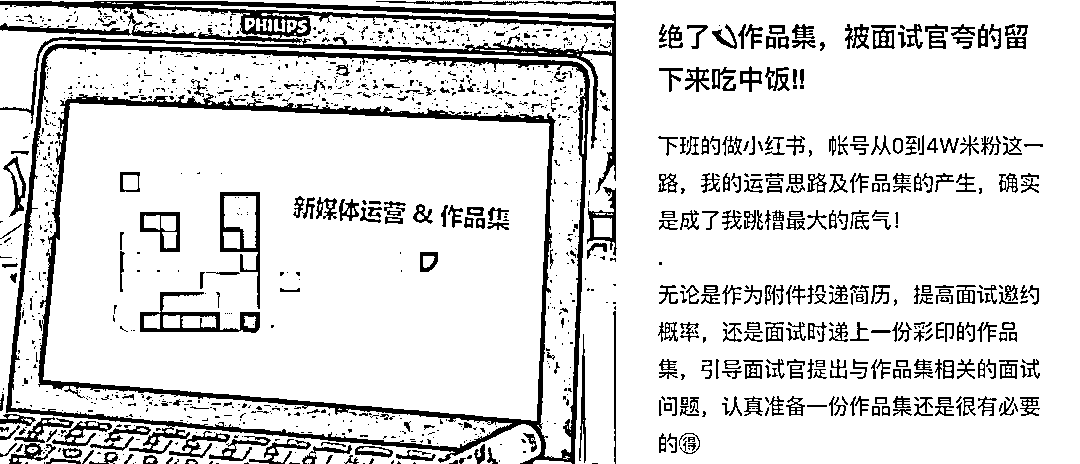 PHILIPS
新媒体运营 & 作品集
绝了作品集，被面试官夸的留
下来吃中饭!!
下班的做小红书，帐号从0到4W米粉这一
路，我的运营思路及作品集的产生，确实
是成了我跳槽最大的底气！
.
无论是作为附件投递简历，提高面试邀约
概率，还是面试时递上一份彩印的作品
集，引导面试官提出与作品集相关的面试
问题，认真准备一份作品集还是很有必要
的🉐